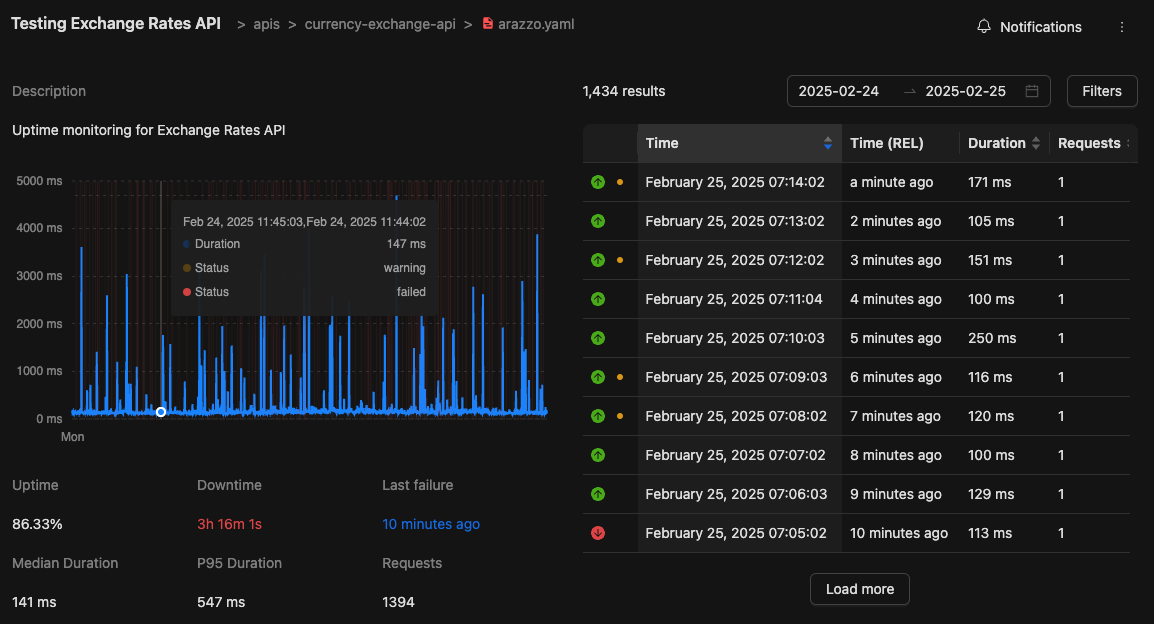 Testing Exchange Rates API > apis > currency-exchange-api > arazzo.yaml
Notifications
Description
Uptime monitoring for Exchange Rates API
5000 ms
4000 ms
3000 ms
2000 ms
1000 ms
0 ms
Mon
Feb 24, 2025 11:45:03,Feb 24, 2025 11:44:02
Duration 147 ms
Status warning
Status failed
Uptime Downtime Last failure
86.33% 3h 16m 1s 10 minutes ago
Median Duration P95 Duration Requests
141 ms 547 ms 1394
1,434 results 2025-02-24 → 2025-02-25 Filters
Time Time (REL) Duration Requests
February 25, 2025 07:14:02 a minute ago 171 ms 1
February 25, 2025 07:13:02 2 minutes ago 105 ms 1
February 25, 2025 07:12:02 3 minutes ago 151 ms 1
February 25, 2025 07:11:04 4 minutes ago 100 ms 1
February 25, 2025 07:10:03 5 minutes ago 250 ms 1
February 25, 2025 07:09:03 6 minutes ago 116 ms 1
February 25, 2025 07:08:02 7 minutes ago 120 ms 1
February 25, 2025 07:07:02 8 minutes ago 100 ms 1
February 25, 2025 07:06:03 9 minutes ago 129 ms 1
February 25, 2025 07:05:02 10 minutes ago 113 ms 1
Load more